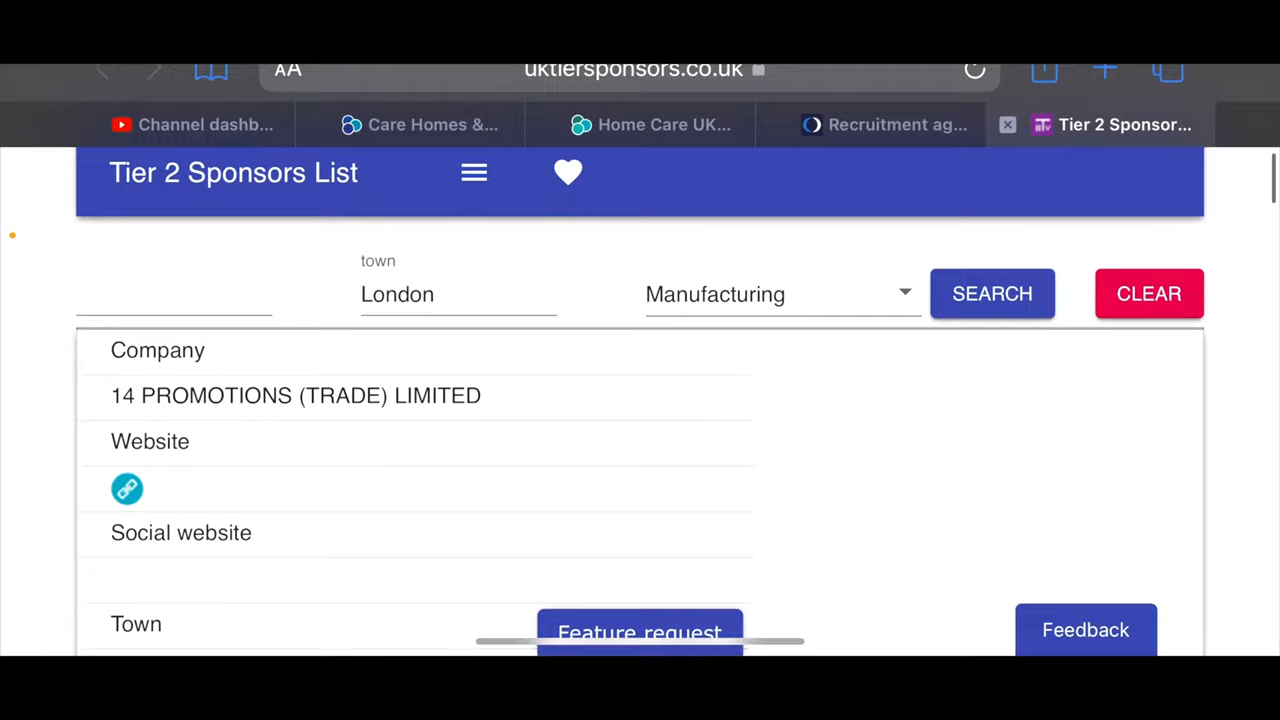 AA
uktiersponsors.co.uk
Channel dashb...
Care Homes &...
Home Care UK...
Recruitment ag...
Tier 2 Sponsor...
Tier 2 Sponsors List
town
London
Manufacturing
SEARCH
CLEAR
Company
14 PROMOTIONS (TRADE) LIMITED
Website
Social website
Town
Feature request
Feedback